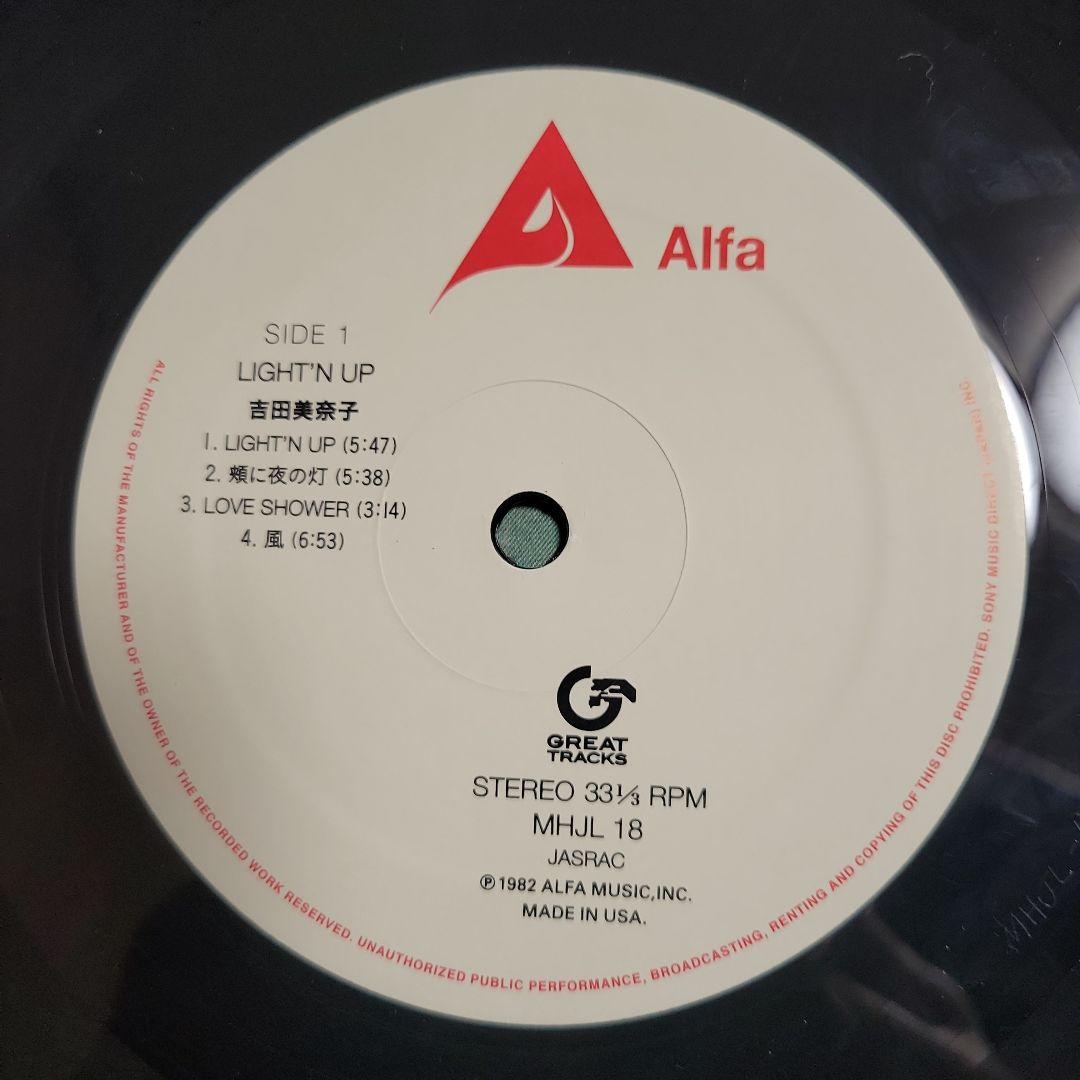 Alfa
SIDE 1
LIGHT'N UP
吉田美奈子
1. LIGHT'N UP (5:47)
2. 頬に夜の灯 (5:38)
3. LOVE SHOWER (3:14)
4. 風 (6:53)
GREAT
TRACKS
STEREO 33⅓ RPM
MHJL 18
JASRAC
℗ 1982 ALFA MUSIC,INC.
MADE IN USA.
ALL RIGHTS OF THE MANUFACTURER AND OF THE OWNER OF THE RECORDED WORK RESERVED. UNAUTHORIZED PUBLIC PERFORMANCE, BROADCASTING, RENTING AND COPYING OF THIS DISC PROHIBITED. SONY MUSIC DIRECT (JAPAN) INC.
MHJL